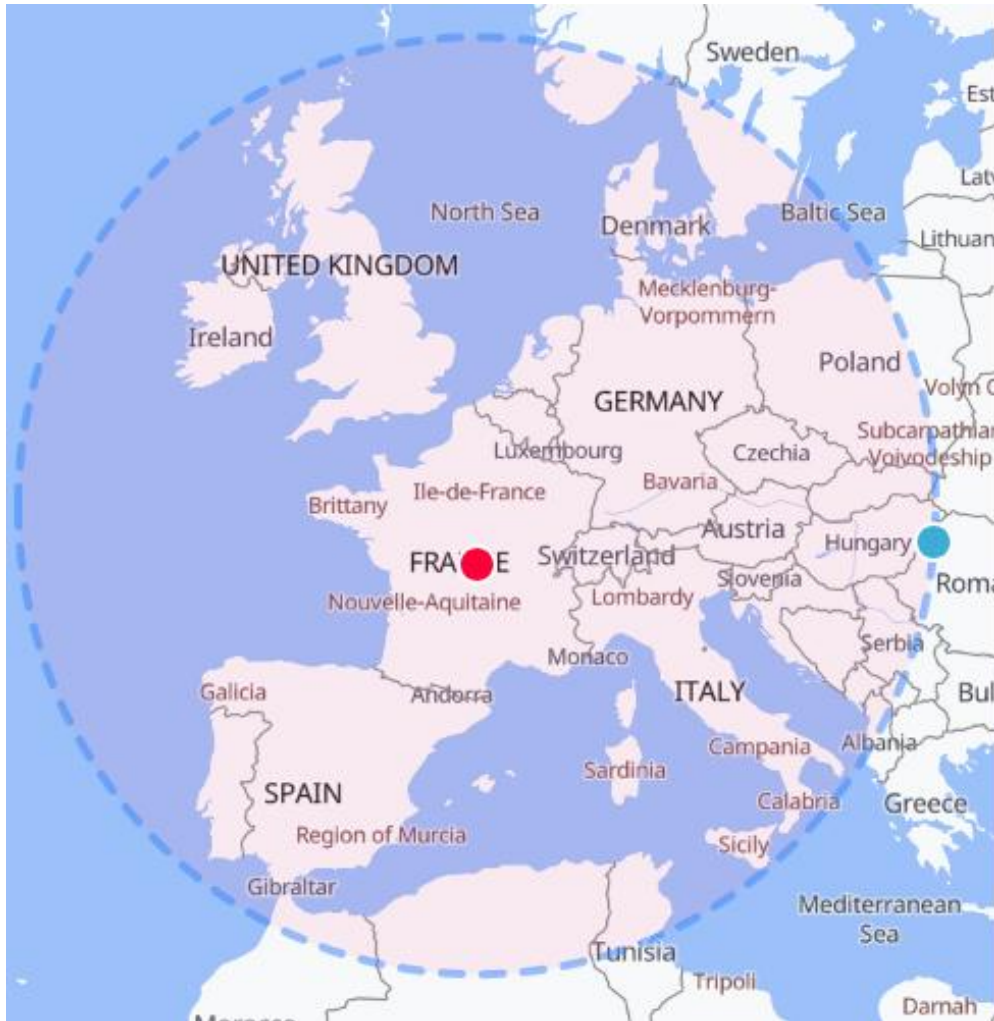 Sweden
Est
Latv
North Sea
Denmark
Baltic Sea
Lithuan
UNITED KINGDOM
Mecklenburg-
Vorpommern
Ireland
Poland
Volyn O
GERMANY
Subcarpathian
Voivodeship
Luxembourg
Czechia
Ile-de-France
Bavaria
Brittany
Austria
Hungary
FRA E
Switzerland
Slovenia
Roma
Nouvelle-Aquitaine
Lombardy
Serbia
Monaco
Galicia
Andorra
ITALY
Bul
Albania
Campania
Sardinia
SPAIN
Calabria
Greece
Region of Murcia
Sicily
Gibraltar
Mediterranean
Sea
Tunisia
Tripoli
Darnah
Morocco